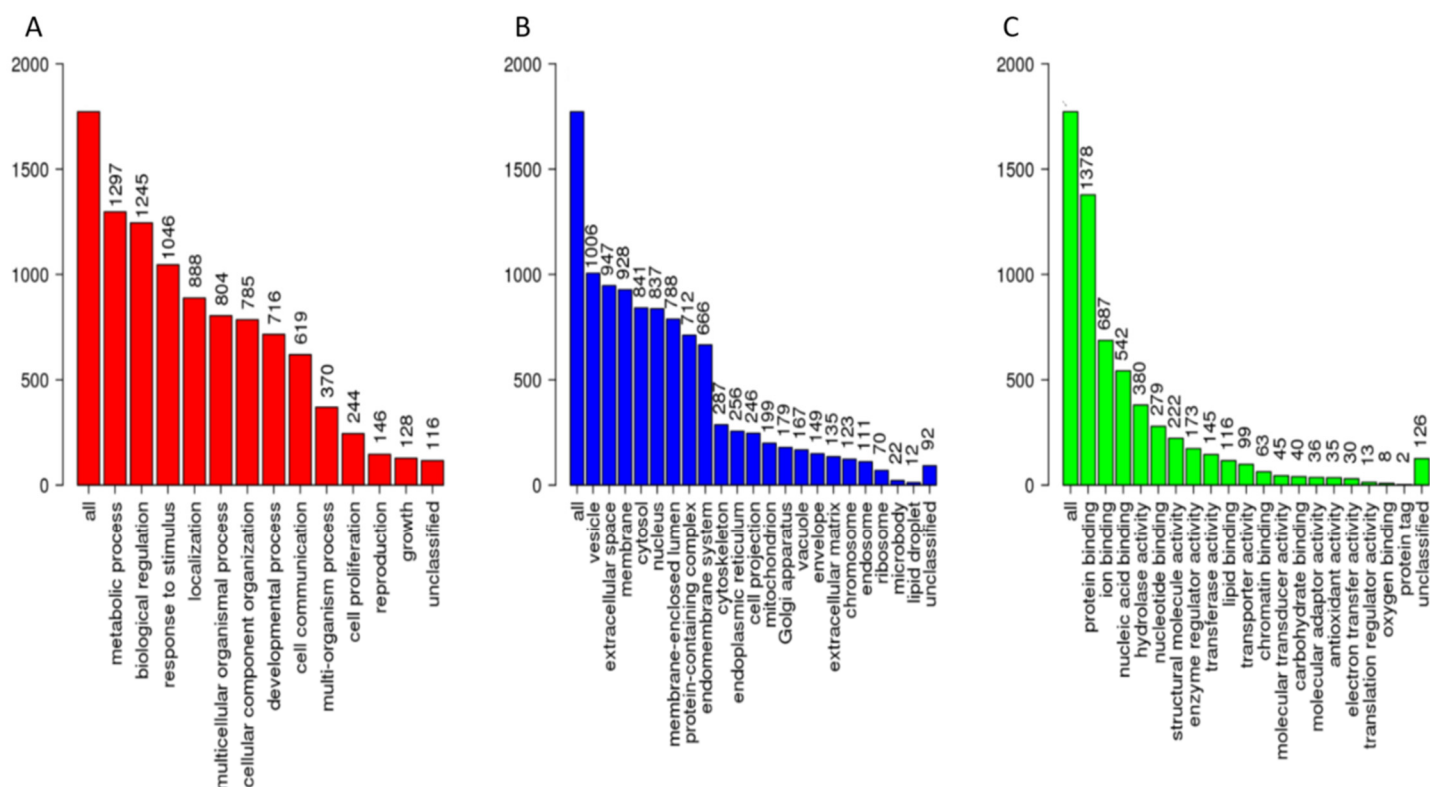 A
2000
1500
1000
500
0
1297
1245
1046
888
804
785
716
619
370
244
146
128
116
all
metabolic process
biological regulation
response to stimulus
localization
multicellular organismal process
cellular component organization
developmental process
cell communication
multi-organism process
cell proliferation
reproduction
growth
unclassified
B
2000
1500
1000
500
0
1006
947
928
841
837
788
712
666
287
256
246
199
179
167
149
135
123
111
70
22
12
92
all
vesicle
extracellular space
membrane
cytosol
nucleus
membrane-enclosed lumen
protein-containing complex
endomembrane system
cytoskeleton
endoplasmic reticulum
cell projection
mitochondrion
Golgi apparatus
vacuole
envelope
extracellular matrix
chromosome
endosome
ribosome
microbody
lipid droplet
unclassified
C
2000
1500
1000
500
0
1378
687
542
380
279
222
173
145
116
99
63
45
40
36
35
30
13
8
2
126
all
protein binding
ion binding
nucleic acid binding
hydrolase activity
nucleotide binding
structural molecule activity
enzyme regulator activity
transferase activity
lipid binding
transporter activity
chromatin binding
molecular transducer activity
carbohydrate binding
molecular adaptor activity
antioxidant activity
electron transfer activity
translation regulator activity
oxygen binding
protein tag
unclassified